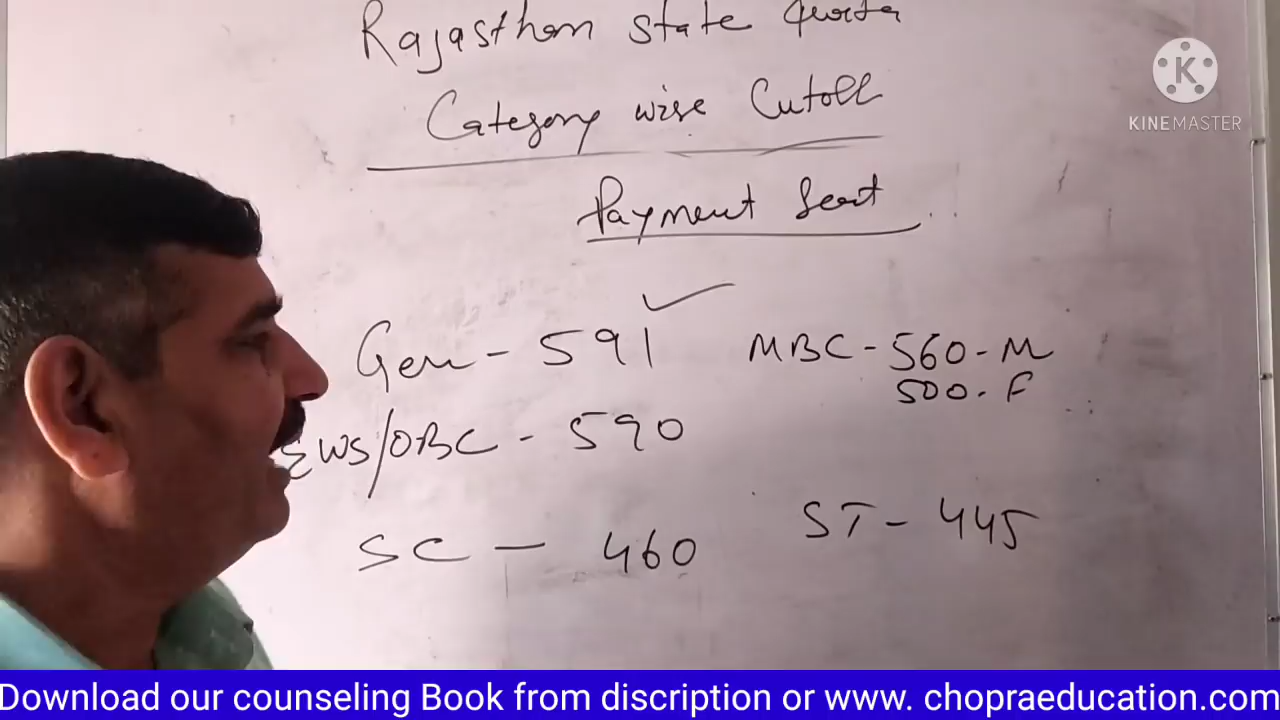 Rajasthan state Quota
Category wise Cutoff
Payment Seat
Gen - 591
MBC - 560 - M
500 - F
EWS/OBC - 590
SC - 460
ST - 445
K
KINEMASTER
Download our counseling Book from discription or www. chopraeducation.com